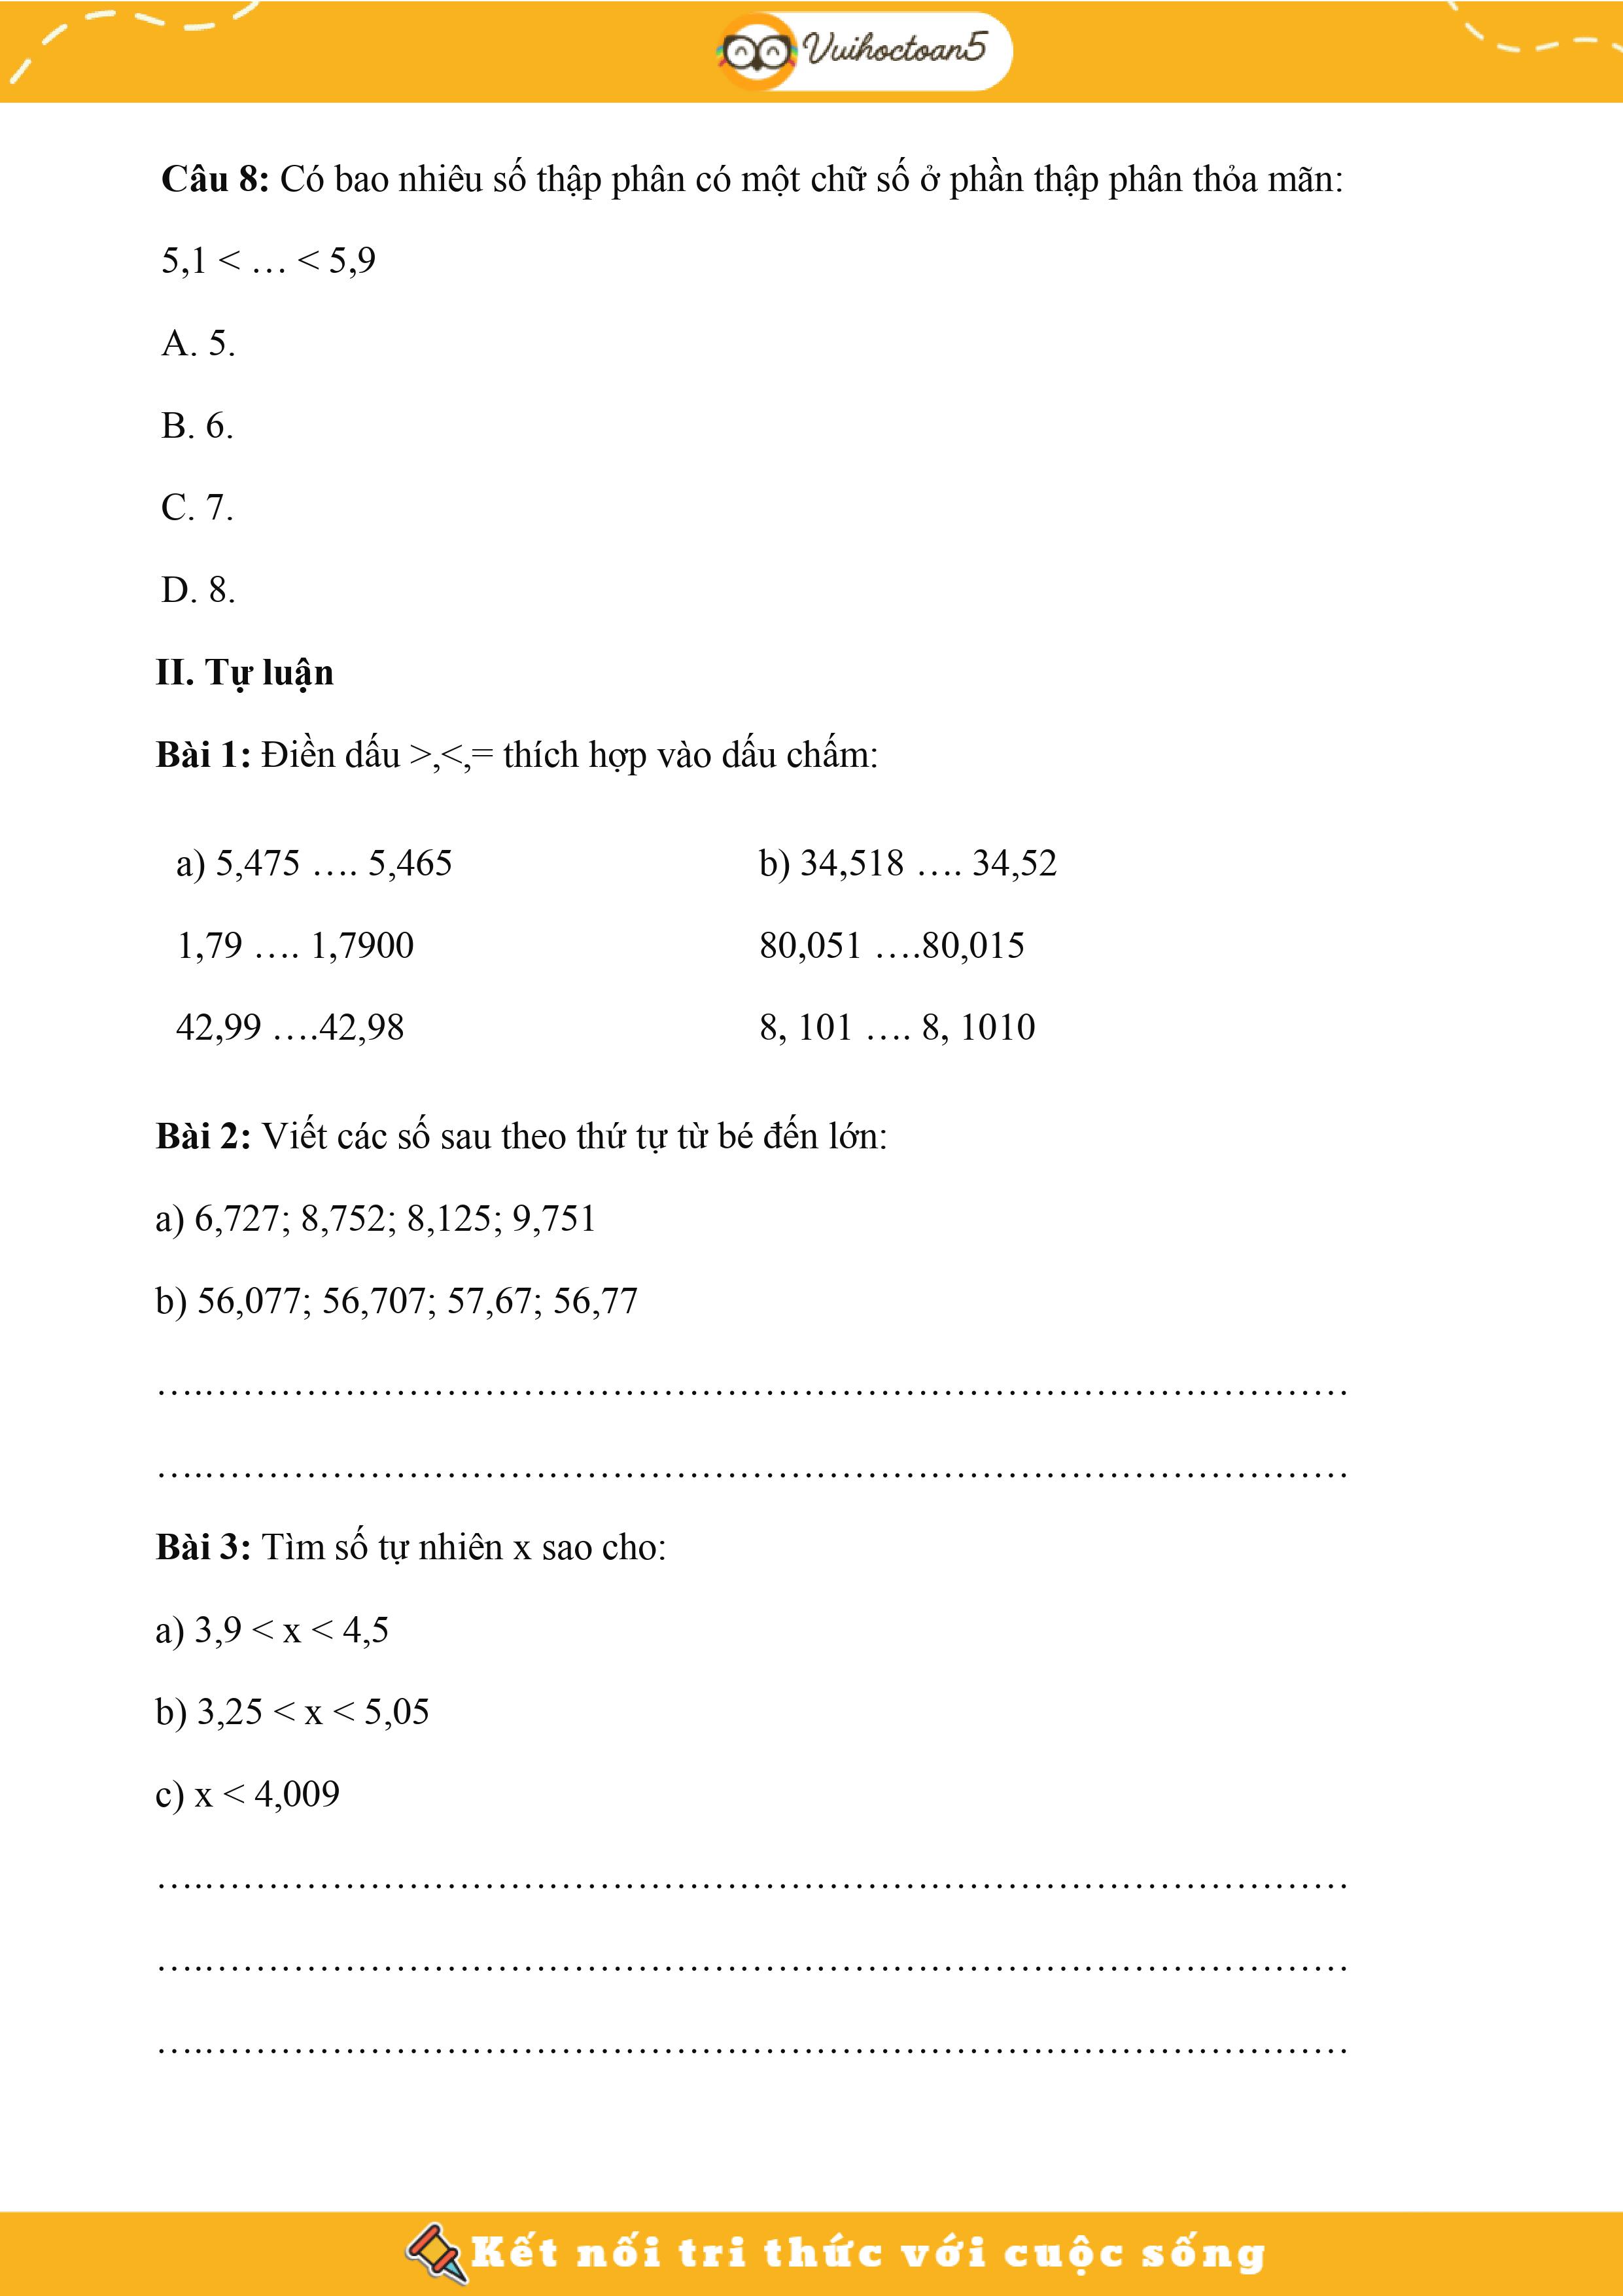 Vuihoctoan5
Câu 8: Có bao nhiêu số thập phân có một chữ số ở phần thập phân thỏa mãn:
5,1 < … < 5,9
A. 5.
B. 6.
C. 7.
D. 8.
II. Tự luận
Bài 1: Điền dấu >,<,= thích hợp vào dấu chấm:
a) 5,475 …. 5,465
b) 34,518 …. 34,52
1,79 …. 1,7900
80,051 ….80,015
42,99 ….42,98
8, 101 …. 8, 1010
Bài 2: Viết các số sau theo thứ tự từ bé đến lớn:
a) 6,727; 8,752; 8,125; 9,751
b) 56,077; 56,707; 57,67; 56,77
….……………………………………………………………………………
….……………………………………………………………………………
Bài 3: Tìm số tự nhiên x sao cho:
a) 3,9 < x < 4,5
b) 3,25 < x < 5,05
c) x < 4,009
….……………………………………………………………………………
….……………………………………………………………………………
….……………………………………………………………………………
Kết nối tri thức với cuộc sống